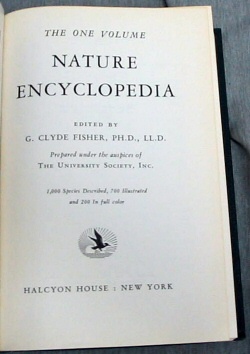 THE ONE VOLUME
NATURE
ENCYCLOPEDIA
EDITED BY
G. CLYDE FISHER, PH.D., LL.D.
Prepared under the auspices of
THE UNIVERSITY SOCIETY, INC.
1,000 Species Described, 700 Illustrated
and 200 In full color
HALCYON HOUSE : NEW YORK